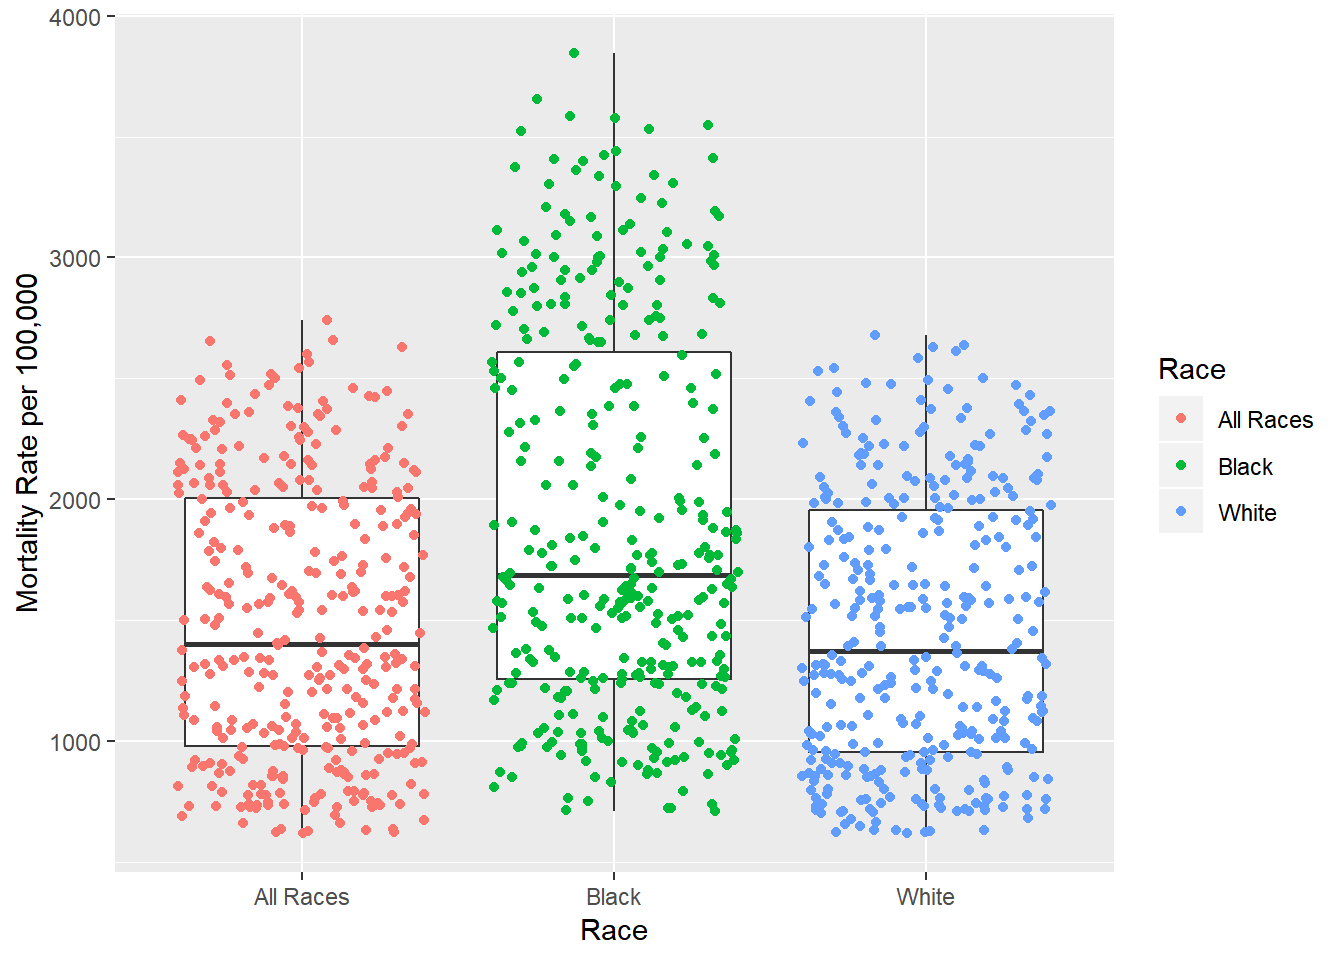 Mortality Rate per 100,000
4000
3000
2000
1000
All Races
Black
White
Race
Race
All Races
Black
White